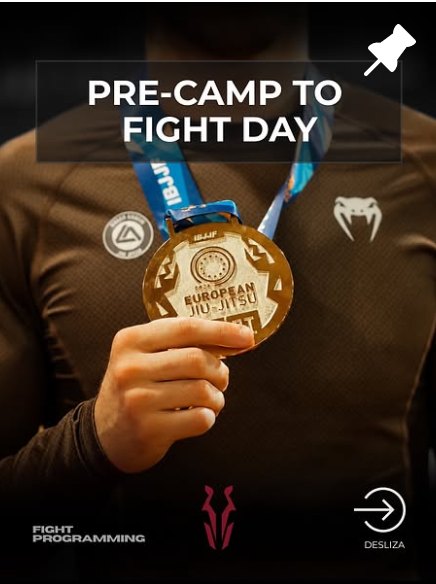 PRE-CAMP TO
FIGHT DAY
IBJJF
IBJJF
EUROPEAN
JIU-JITSU
FIGHT
PROGRAMMING
DESLIZA